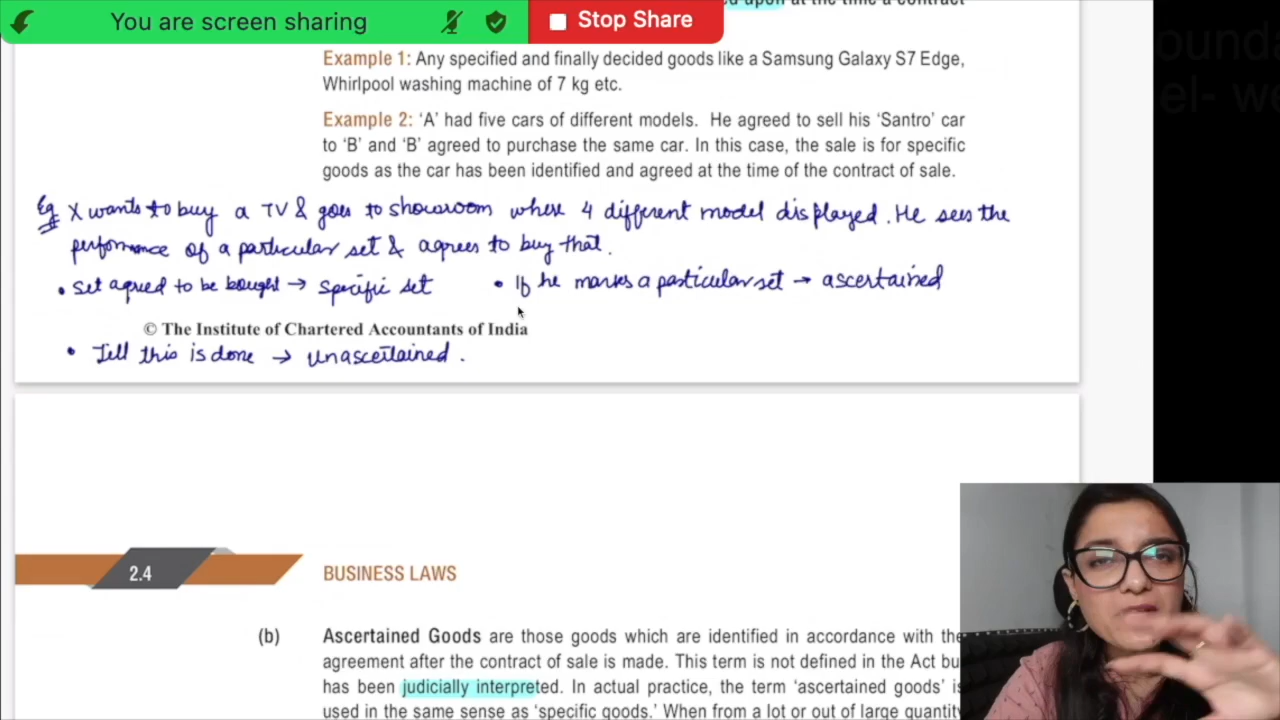 You are screen sharing
Stop Share
at the time a contract
Example 1: Any specified and finally decided goods like a Samsung Galaxy S7 Edge,
Whirlpool washing machine of 7 kg etc.
Example 2: ‘A’ had five cars of different models. He agreed to sell his ‘Santro’ car
to ‘B’ and ‘B’ agreed to purchase the same car. In this case, the sale is for specific
goods as the car has been identified and agreed at the time of the contract of sale.
Eg X wants to buy a TV & goes to showroom where 4 different model displayed. He sees the
performance of a particular set & agrees to buy that.
• Set agreed to be bought → specific set
• If he marks a particular set → ascertained
© The Institute of Chartered Accountants of India
• Till this is done → Unascertained.
2.4
BUSINESS LAWS
(b) Ascertained Goods are those goods which are identified in accordance with the
agreement after the contract of sale is made. This term is not defined in the Act
has been judicially interpreted. In actual practice, the term ‘ascertained goods’
used in the same sense as ‘specific goods.’ When from a lot or out of large quantity